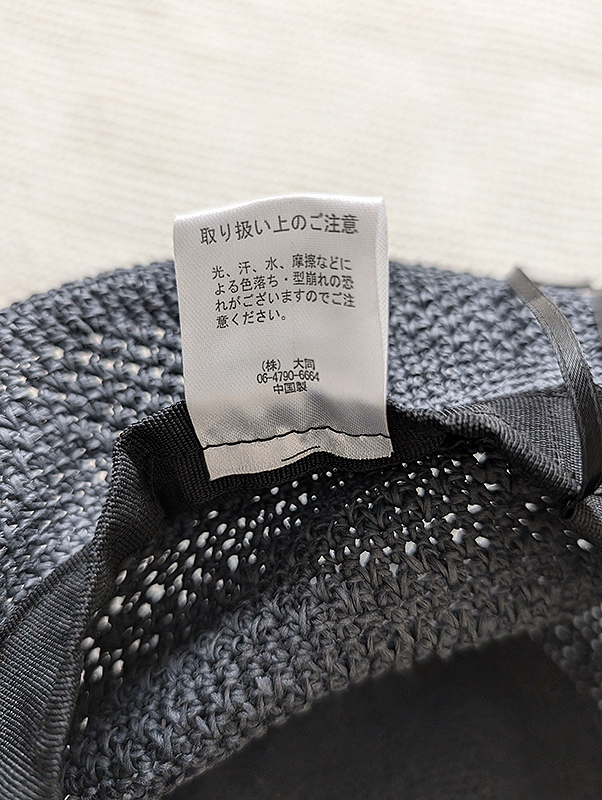 取り扱い上のご注意
光、汗、水、摩擦などに
よる色落ち・型崩れの恐
れがございますのでご注
意ください。
（株） 大同
06-4790-6664
中国製